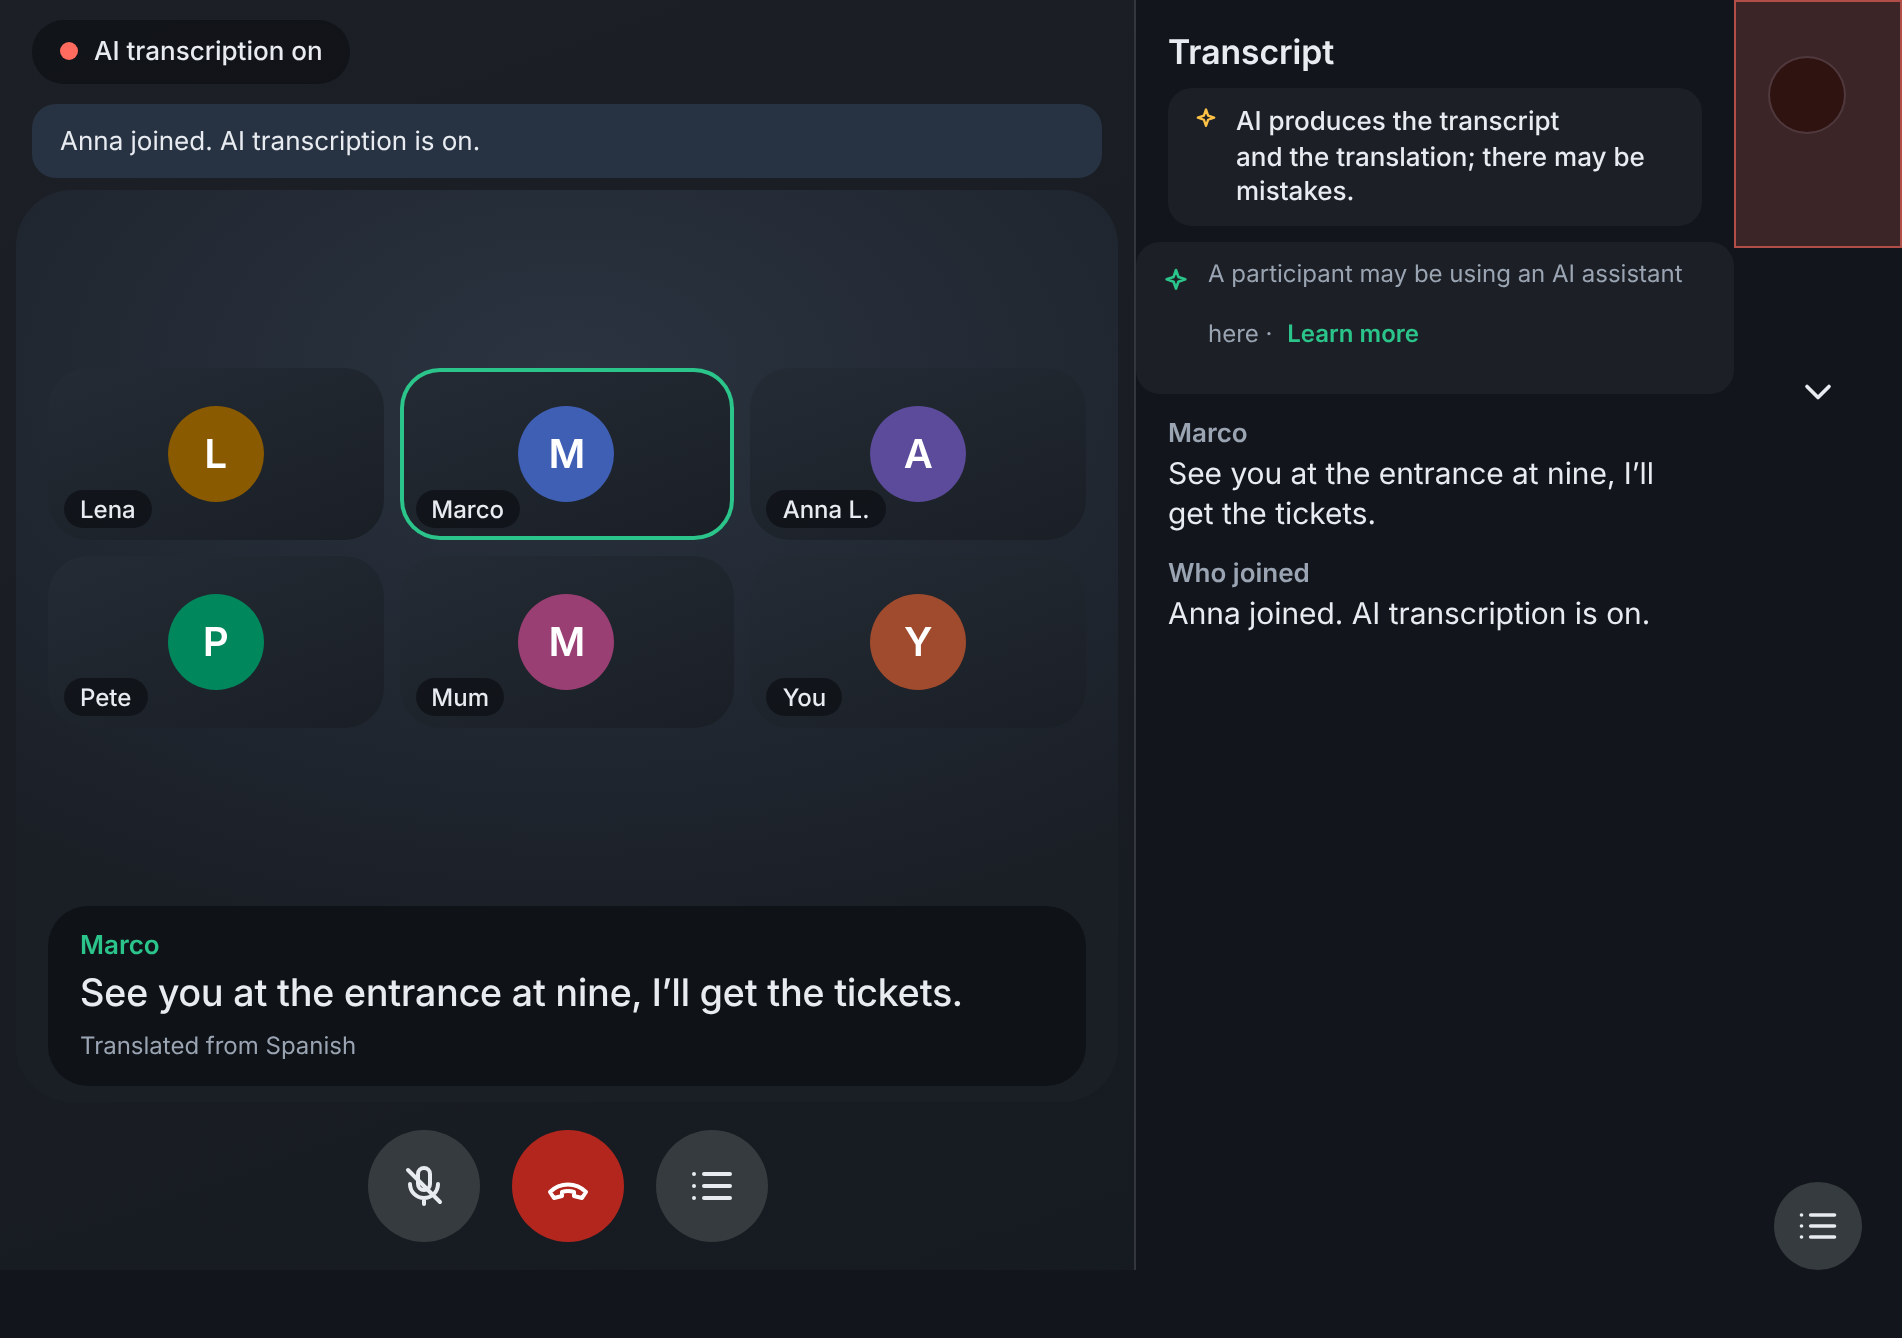 AI transcription on
Anna joined. AI transcription is on.
L
Lena
M
Marco
A
Anna L.
P
Pete
M
Mum
Y
You
Marco
See you at the entrance at nine, I’ll get the tickets.
Translated from Spanish
Transcript
AI produces the transcript
and the translation; there may be
mistakes.
A participant may be using an AI assistant
here · Learn more
Marco
See you at the entrance at nine, I’ll
get the tickets.
Who joined
Anna joined. AI transcription is on.